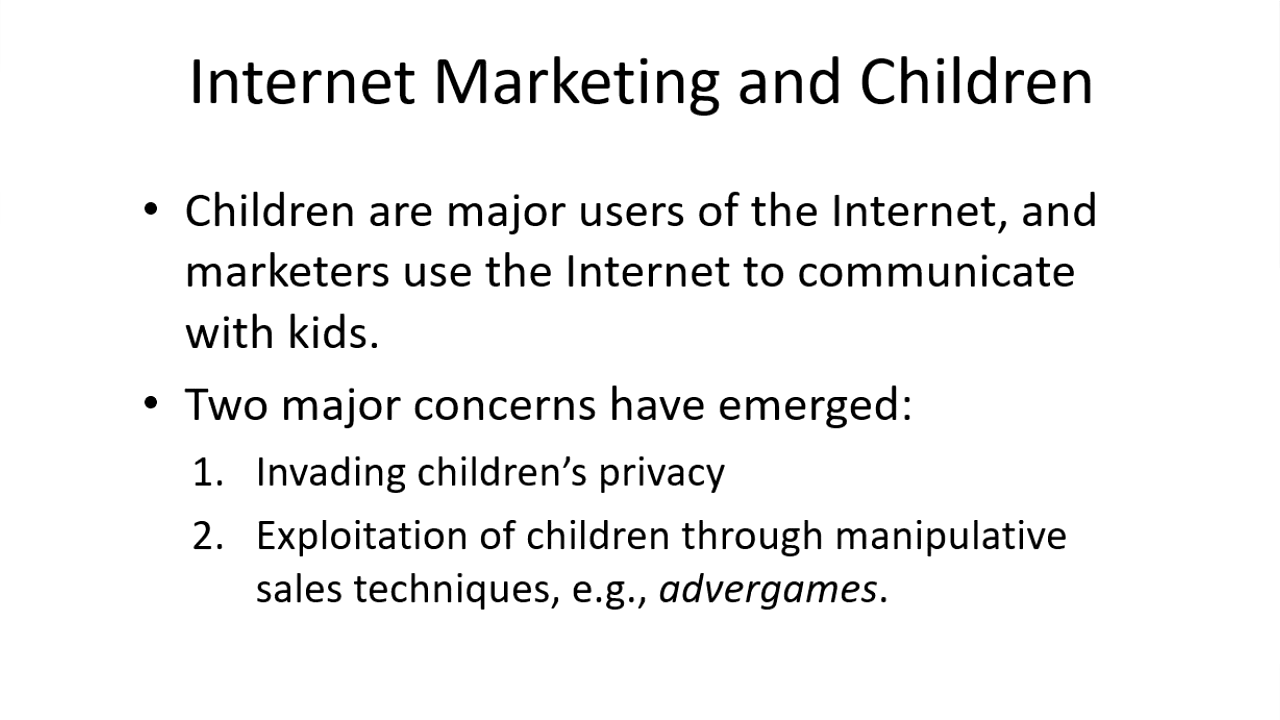 Internet Marketing and Children
• Children are major users of the Internet, and
marketers use the Internet to communicate
with kids.
• Two major concerns have emerged:
1. Invading children’s privacy
2. Exploitation of children through manipulative
sales techniques, e.g., advergames.